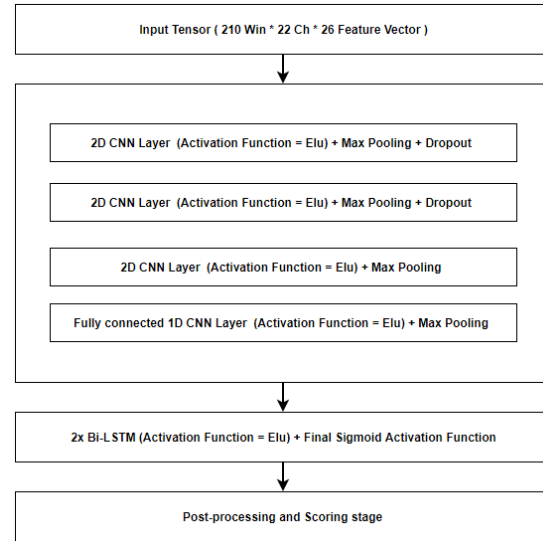 Input Tensor ( 210 Win * 22 Ch * 26 Feature Vector )
2D CNN Layer (Activation Function = Elu) + Max Pooling + Dropout
2D CNN Layer (Activation Function = Elu) + Max Pooling + Dropout
2D CNN Layer (Activation Function = Elu) + Max Pooling
Fully connected 1D CNN Layer (Activation Function = Elu) + Max Pooling
2x Bi-LSTM (Activation Function = Elu) + Final Sigmoid Activation Function
Post-processing and Scoring stage